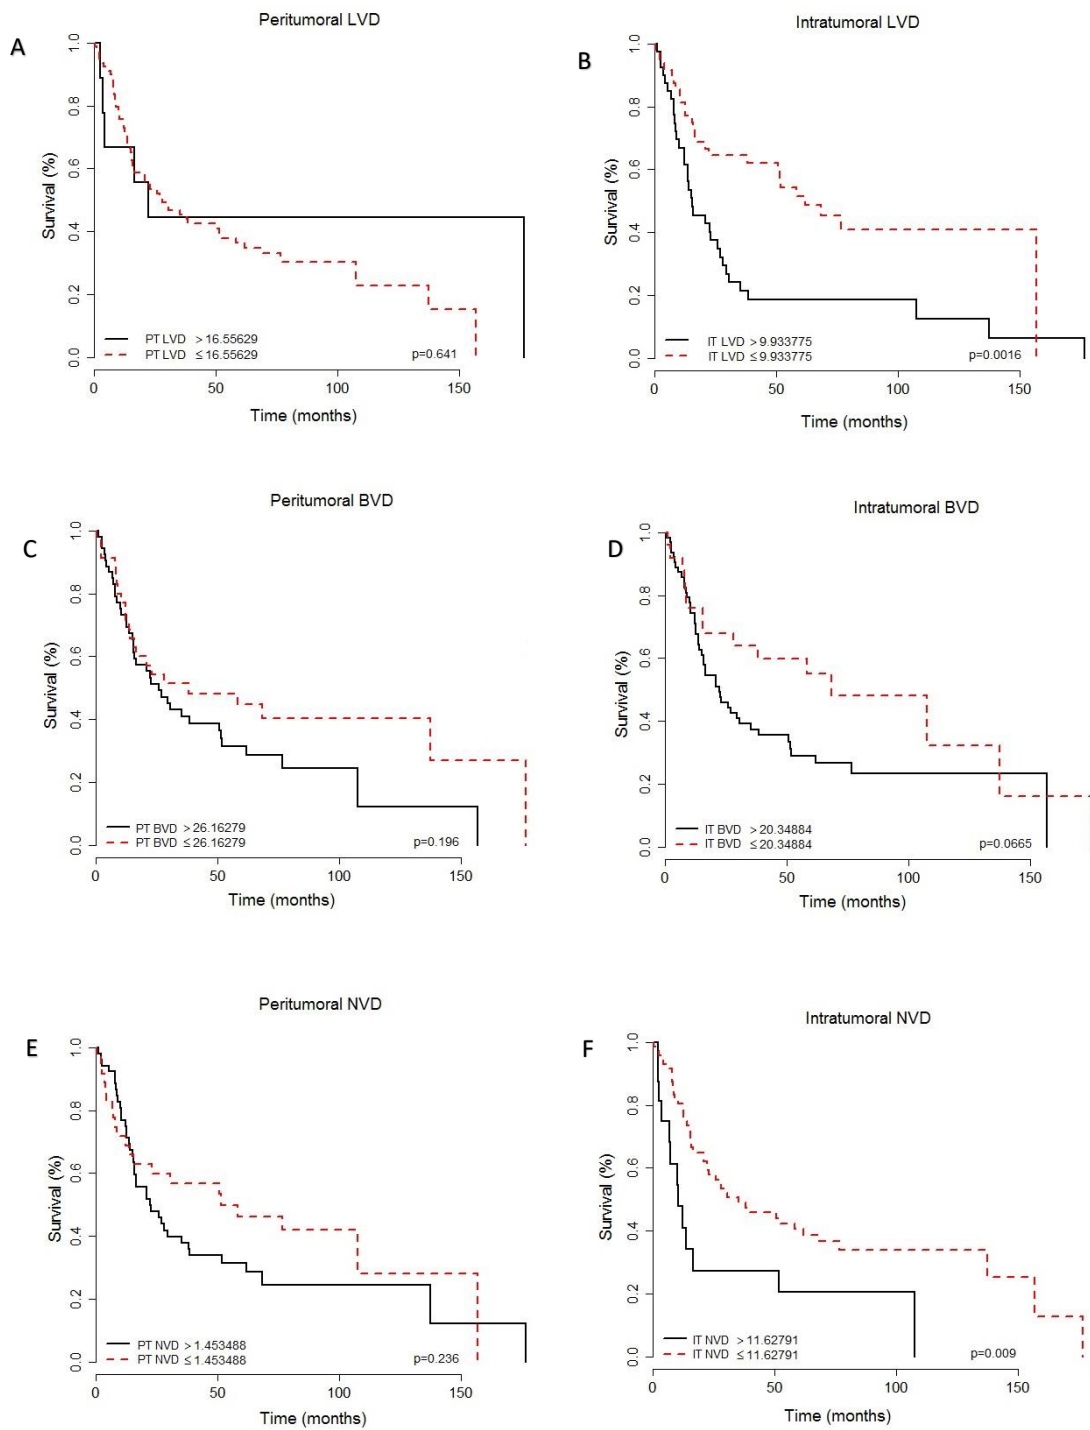 Peritumoral LVD
A
Survival (%)
1.0
0.8
0.6
0.4
0.2
0.0
PT LVD > 16.55629
PT LVD ≤ 16.55629
p=0.641
0 50 100 150
Time (months)
Intratumoral LVD
B
Survival (%)
1.0
0.8
0.6
0.4
0.2
0.0
IT LVD > 9.933775
IT LVD ≤ 9.933775
p=0.0016
0 50 100 150
Time (months)
Peritumoral BVD
C
Survival (%)
1.0
0.8
0.6
0.4
0.2
0.0
PT BVD > 26.16279
PT BVD ≤ 26.16279
p=0.196
0 50 100 150
Time (months)
Intratumoral BVD
D
Survival (%)
1.0
0.8
0.6
0.4
0.2
0.0
IT BVD > 20.34884
IT BVD ≤ 20.34884
p=0.0665
0 50 100 150
Time (months)
Peritumoral NVD
E
Survival (%)
1.0
0.8
0.6
0.4
0.2
0.0
PT NVD > 1.453488
PT NVD ≤ 1.453488
p=0.236
0 50 100 150
Time (months)
Intratumoral NVD
F
Survival (%)
1.0
0.8
0.6
0.4
0.2
0.0
IT NVD > 11.62791
IT NVD ≤ 11.62791
p=0.009
0 50 100 150
Time (months)